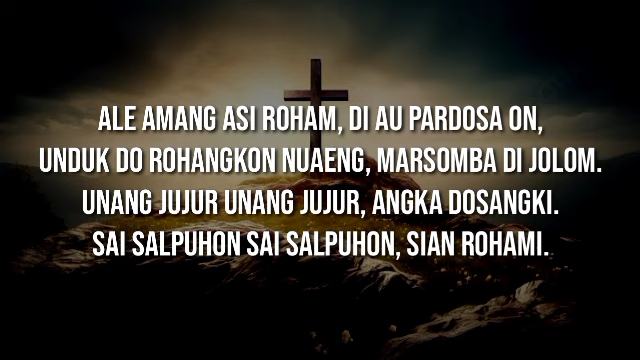 ALE AMANG ASI ROHAM, DI AU PARDOSA ON,
UNDUK DO ROHANGKON NUAENG, MARSOMBA DI JOLOM.
UNANG JUJUR UNANG JUJUR, ANGKA DOSANGKI.
SAI SALPUHON SAI SALPUHON, SIAN ROHAMI.